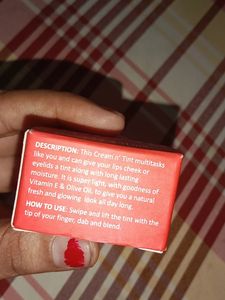 DESCRIPTION: This Cream n' Tint multitasks
like you and can give your lips cheek or
eyelids a tint along with long lasting
moisture. It is super light, with goodness of
Vitamin E & Olive Oil, to give you a natural
fresh and glowing look all day long.
HOW TO USE: Swipe and lift the tint with the
tip of your finger, dab and blend.